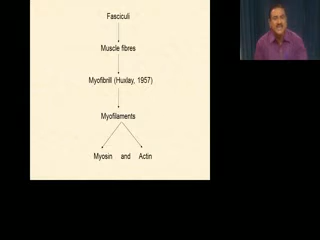 Fasciculi
Muscle fibres
Myofibrill (Huxlay, 1957)
Myofilaments
Myosin and Actin